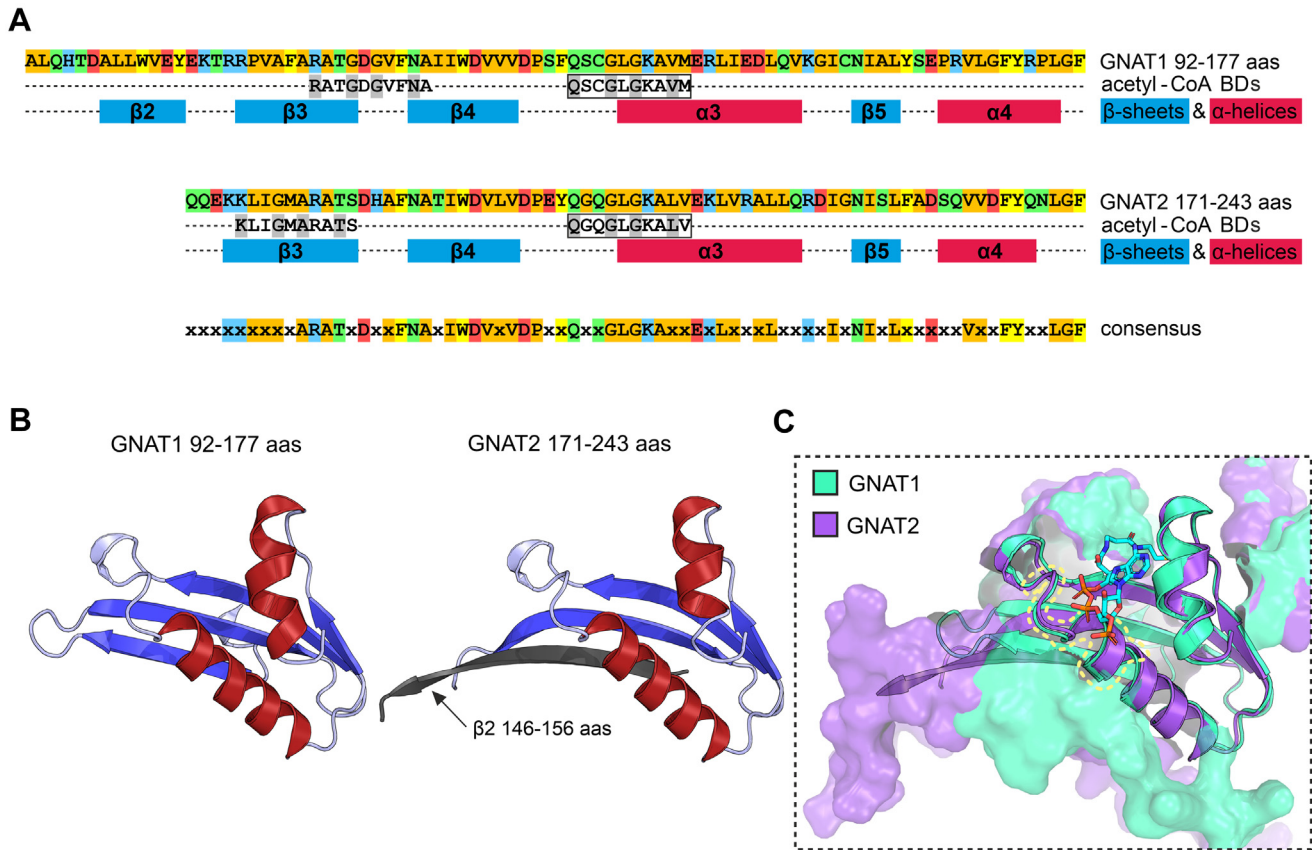 A
ALQHTDALLWVEYEKTRRPVAFARATGDGVFNAIIWDVVVDPSFQSCGLGKAVMERLIEDLQVKGICNIALYSEPRVLGFYRPLGF GNAT1 92-177 aas
RATGDGVFNA QSCGLGKAVM acetyl-CoA BDs
β2 β3 β4 α3 β5 α4 β-sheets & α-helices
QQEKKLIGMARATSDHAFNATIWDVLVDPEYQGQGLGKALVEKLVRALLQRDIGNISLFADSQVVDFYQNLGF GNAT2 171-243 aas
KLIGMARATS QGQGLGKALV acetyl-CoA BDs
β3 β4 α3 β5 α4 β-sheets & α-helices
xxxxxxxxxARATxDxxFNAxIWDVxVDPxxQxxGLGKAxxExLxxxLxxxxIxNIxLxxxxxVxxFYxxLGF consensus
B
GNAT1 92-177 aas
GNAT2 171-243 aas
β2 146-156 aas
C
GNAT1
GNAT2